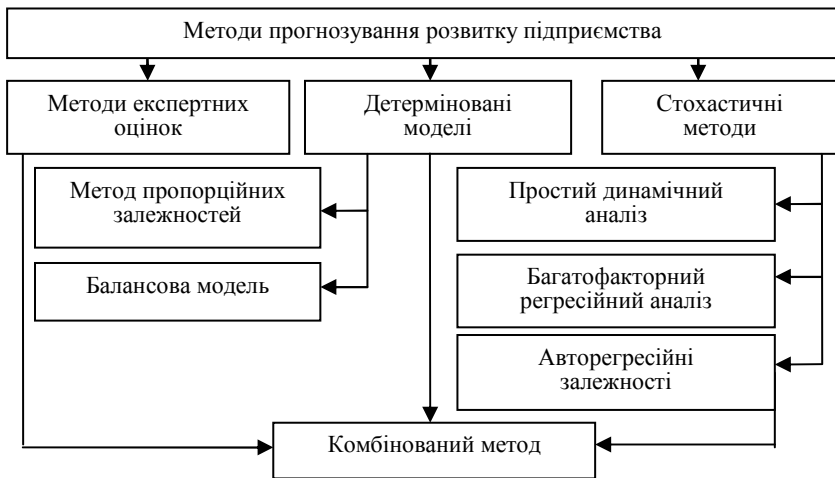 Методи прогнозування розвитку підприємства
Методи експертних
оцінок
Детерміновані
моделі
Стохастичні
методи
Метод пропорційних
залежностей
Простий динамічний
аналіз
Балансова модель
Багатофакторний
регресійний аналіз
Авторегресійні
залежності
Комбінований метод